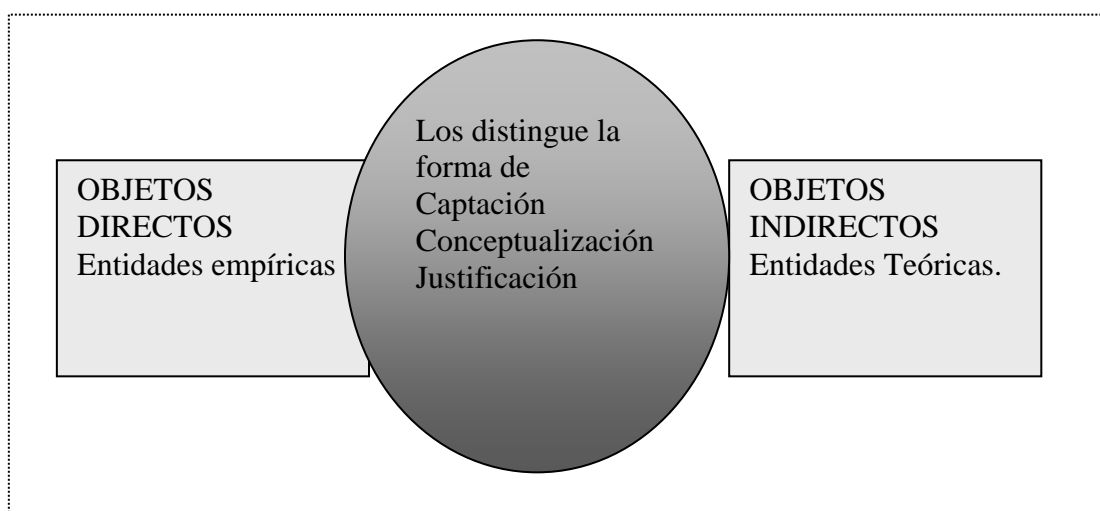 OBJETOS
DIRECTOS
Entidades empíricas
Los distingue la
forma de
Captación
Conceptualización
Justificación
OBJETOS
INDIRECTOS
Entidades Teóricas.